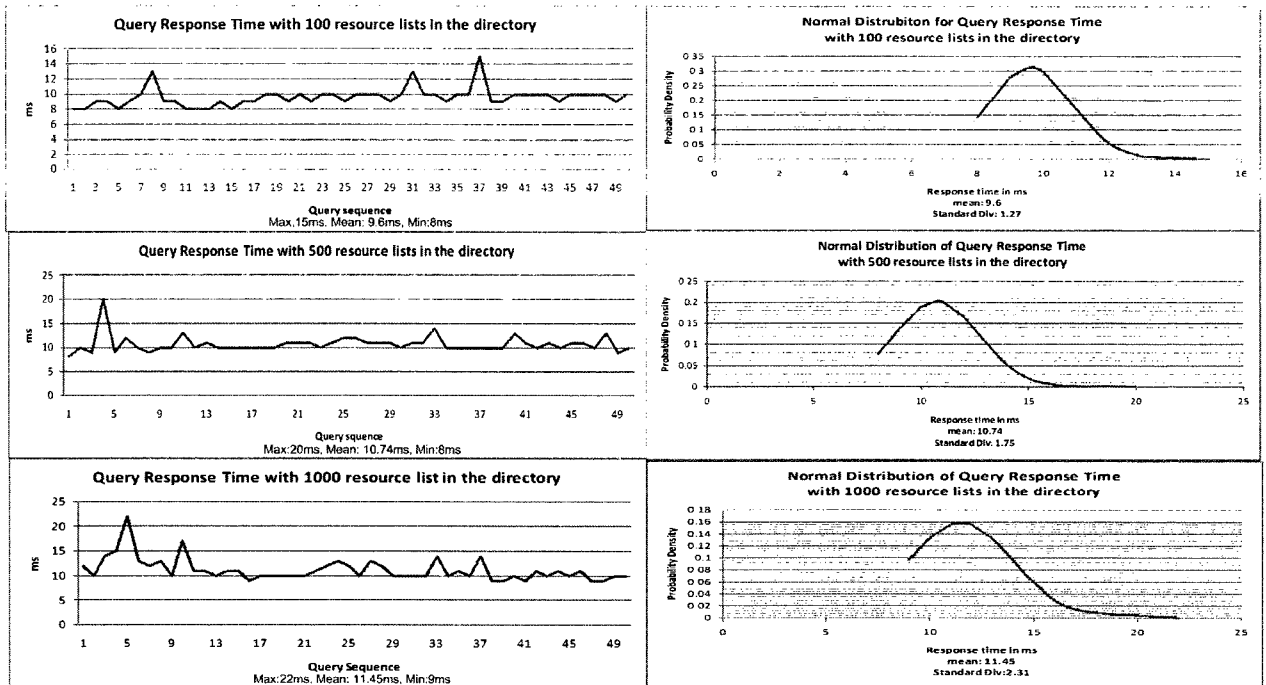 Query Response Time with 100 resource lists in the directory
16
14
12
10
8
6
4
2
0
ms
1 3 5 7 9 11 13 15 17 19 21 23 25 27 29 31 33 35 37 39 41 43 45 47 49
Query sequence
Max,15ms. Mean: 9.6ms, Min:8ms
Normal Distrubiton for Query Response Time
with 100 resource lists in the directory
0.35
0.3
0.25
0.2
0.15
0.1
0.05
0
Probability Density
0 2 4 6 8 10 12 14 16
Response time in ms
mean: 9.6
Standard Div: 1.27
Query Response Time with 500 resource lists in the directory
25
20
15
10
5
0
ms
1 5 9 13 17 21 25 29 33 37 41 45 49
Query squence
Max:20ms, Mean: 10.74ms, Min:8ms
Normal Distribution of Query Response Time
with 500 resource lists in the directory
0.25
0.2
0.15
0.1
0.05
0
Probability Density
0 5 10 15 20 25
Response time in ms
mean: 10.74
Standard Div: 1.75
Query Response Time with 1000 resource list in the directory
25
20
15
10
5
0
ms
1 5 9 13 17 21 25 29 33 37 41 45 49
Query Sequence
Max:22ms, Mean: 11.45ms, Min:9ms
Normal Distribution of Query Response Time
with 1000 resource lists in the directory
0.18
0.16
0.14
0.12
0.1
0.08
0.06
0.04
0.02
0
Probability Density
0 5 10 15 20 25
Response time in ms
mean: 11.45
Standard Div:2.31